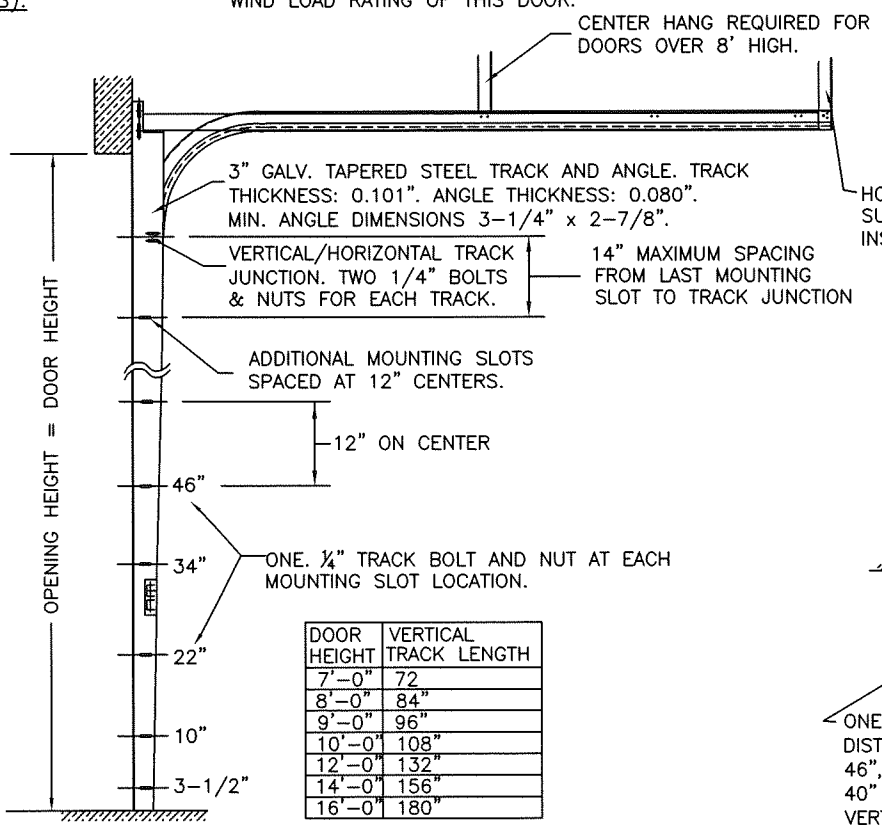 3).
WIND LOAD RATING OF THIS DOOR.
CENTER HANG REQUIRED FOR
DOORS OVER 8' HIGH.
3" GALV. TAPERED STEEL TRACK AND ANGLE. TRACK
THICKNESS: 0.101". ANGLE THICKNESS: 0.080".
MIN. ANGLE DIMENSIONS 3-1/4" x 2-7/8".
HO
SU
INS
VERTICAL/HORIZONTAL TRACK
JUNCTION. TWO 1/4" BOLTS
& NUTS FOR EACH TRACK.
14" MAXIMUM SPACING
FROM LAST MOUNTING
SLOT TO TRACK JUNCTION
ADDITIONAL MOUNTING SLOTS
SPACED AT 12" CENTERS.
OPENING HEIGHT = DOOR HEIGHT
12" ON CENTER
46"
34"
ONE. ¼" TRACK BOLT AND NUT AT EACH
MOUNTING SLOT LOCATION.
22"
10"
3-1/2"
DOOR HEIGHT VERTICAL TRACK LENGTH
7'-0" 72
8'-0" 84"
9'-0" 96"
10'-0" 108"
12'-0" 132"
14'-0" 156"
16'-0" 180"
ONE
DIST
46",
40"
VERT